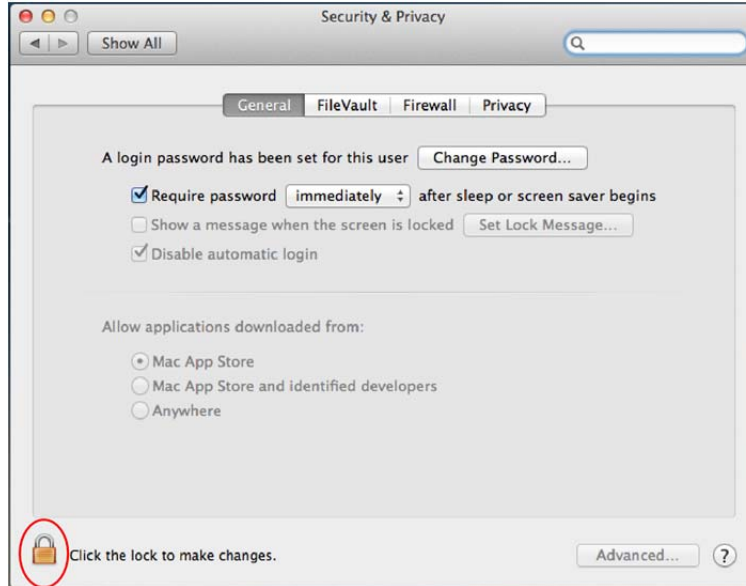 Security & Privacy
Show All
General FileVault Firewall Privacy
A login password has been set for this user Change Password...
Require password immediately after sleep or screen saver begins
Show a message when the screen is locked Set Lock Message...
Disable automatic login
Allow applications downloaded from:
Mac App Store
Mac App Store and identified developers
Anywhere
Click the lock to make changes. Advanced... ?